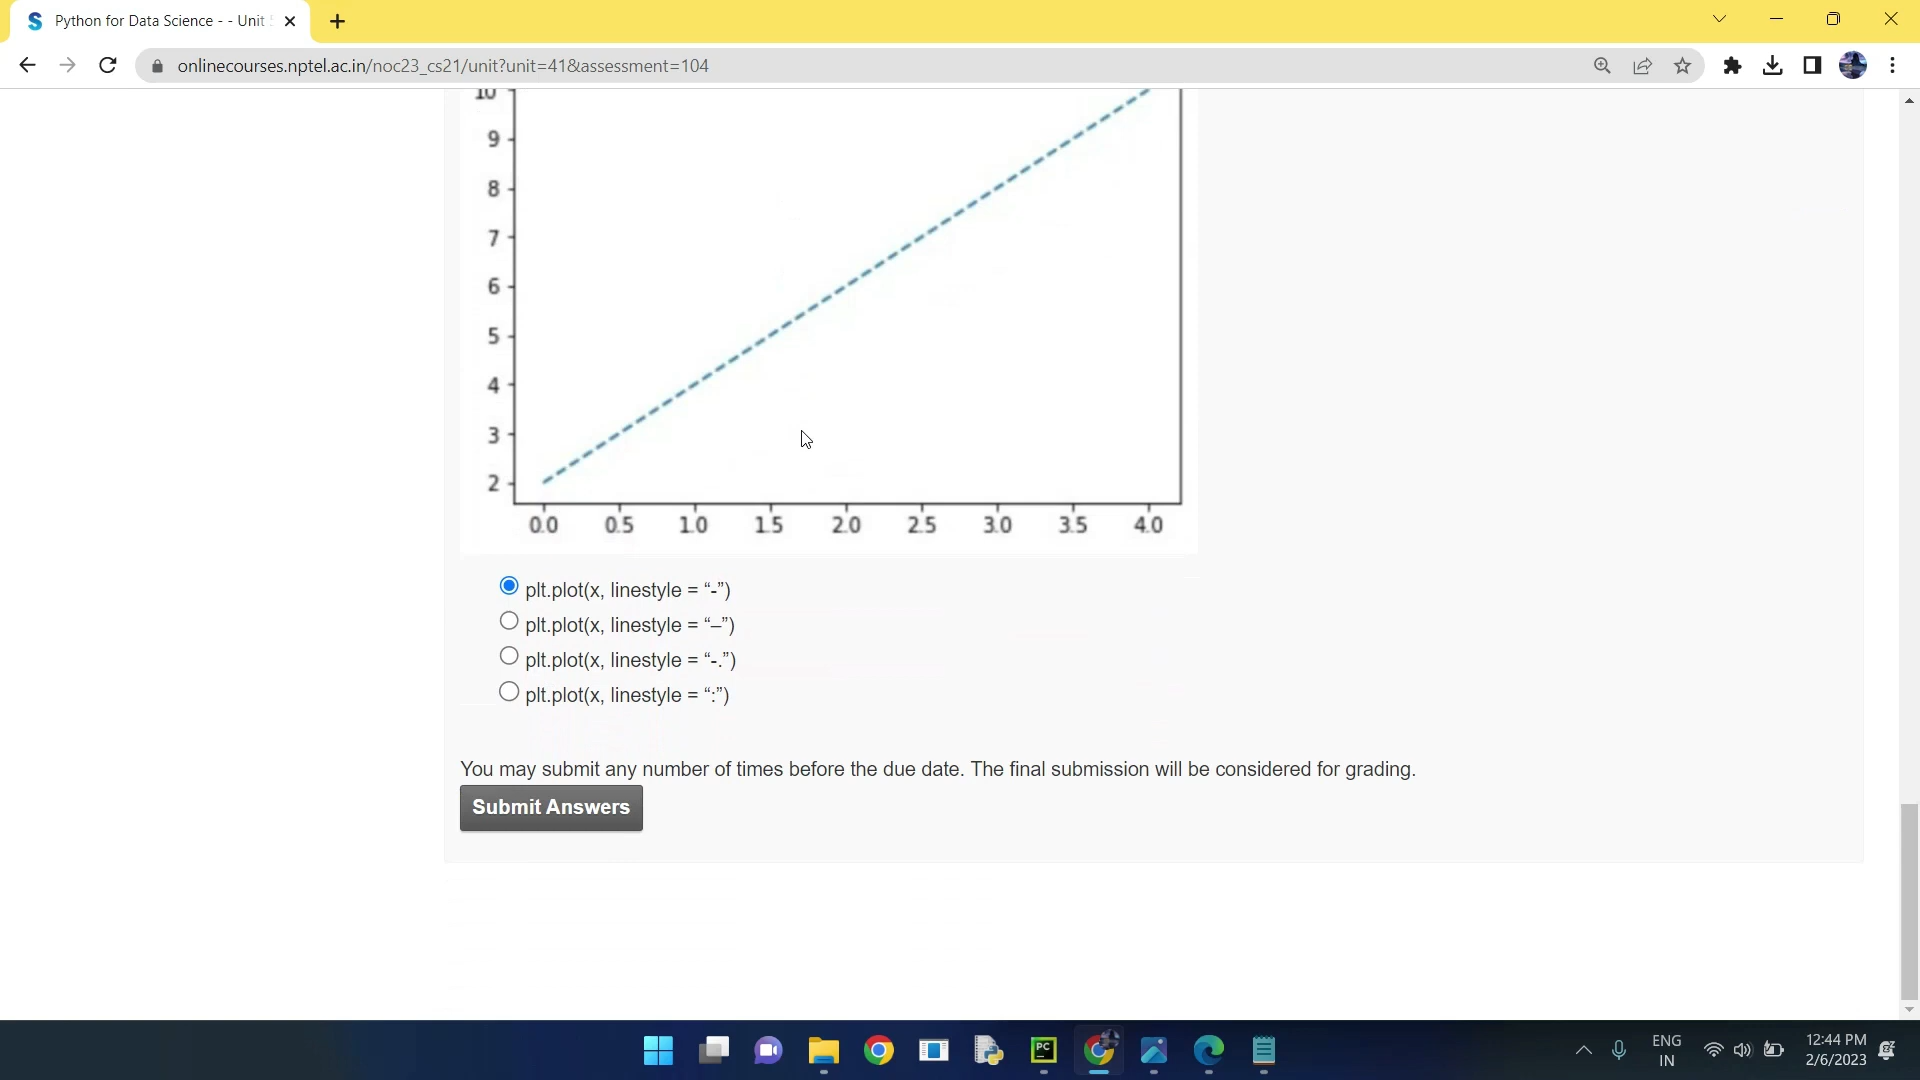 Python for Data Science - - Unit 5
onlinecourses.nptel.ac.in/noc23_cs21/unit?unit=41&assessment=104
10
9
8
7
6
5
4
3
2
0.0 0.5 1.0 1.5 2.0 2.5 3.0 3.5 4.0
plt.plot(x, linestyle = “-”)
plt.plot(x, linestyle = “–”)
plt.plot(x, linestyle = “-.”)
plt.plot(x, linestyle = “:”)
You may submit any number of times before the due date. The final submission will be considered for grading.
Submit Answers
PC
ENG
IN
12:44 PM
2/6/2023